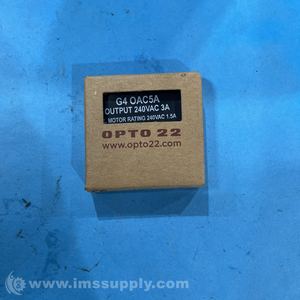 G4 OAC5A
OUTPUT 240VAC 3A
MOTOR RATING 240VAC 1.5A
OPTO 22
www.opto22.com
www.imssupply.com